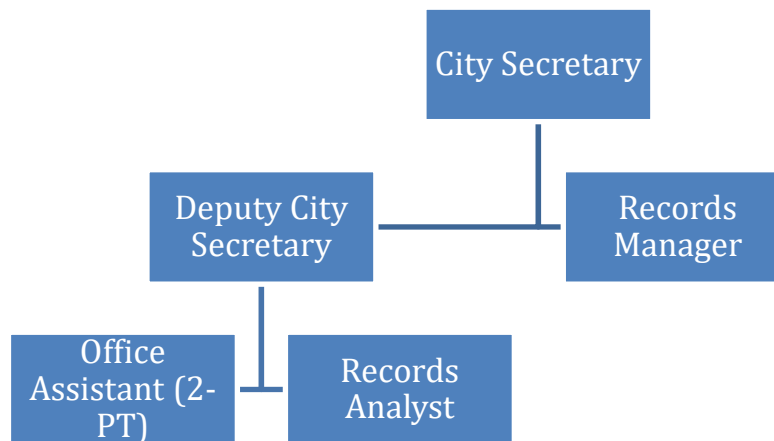 City Secretary
Deputy City
Secretary
Records
Manager
Office
Assistant (2-
PT)
Records
Analyst